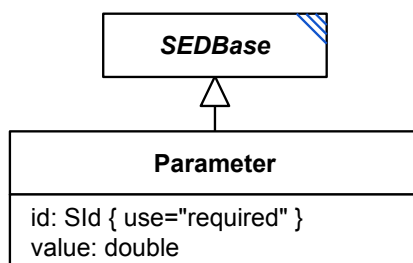 SEDBase
Parameter
id: SId { use="required" }
value: double